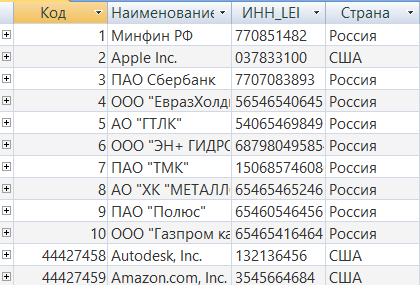 Код Наименование ИНН_LEI Страна
1 Минфин РФ 770851482 Россия
2 Apple Inc. 037833100 США
3 ПАО Сбербанк 7707083893 Россия
4 ООО "ЕвразХолд 56546540645 Россия
5 АО "ГТЛК" 54065469849 Россия
6 ООО "ЭН+ ГИДРО 68798049585 Россия
7 ПАО "ТМК" 15068574608 Россия
8 АО "ХК "МЕТАЛЛ 65465465246 Россия
9 ПАО "Полюс" 65460546456 Россия
10 ООО "Газпром ка 65465416464 Россия
44427458 Autodesk, Inc. 132136456 США
44427459 Amazon.com, Inc. 3545664684 США